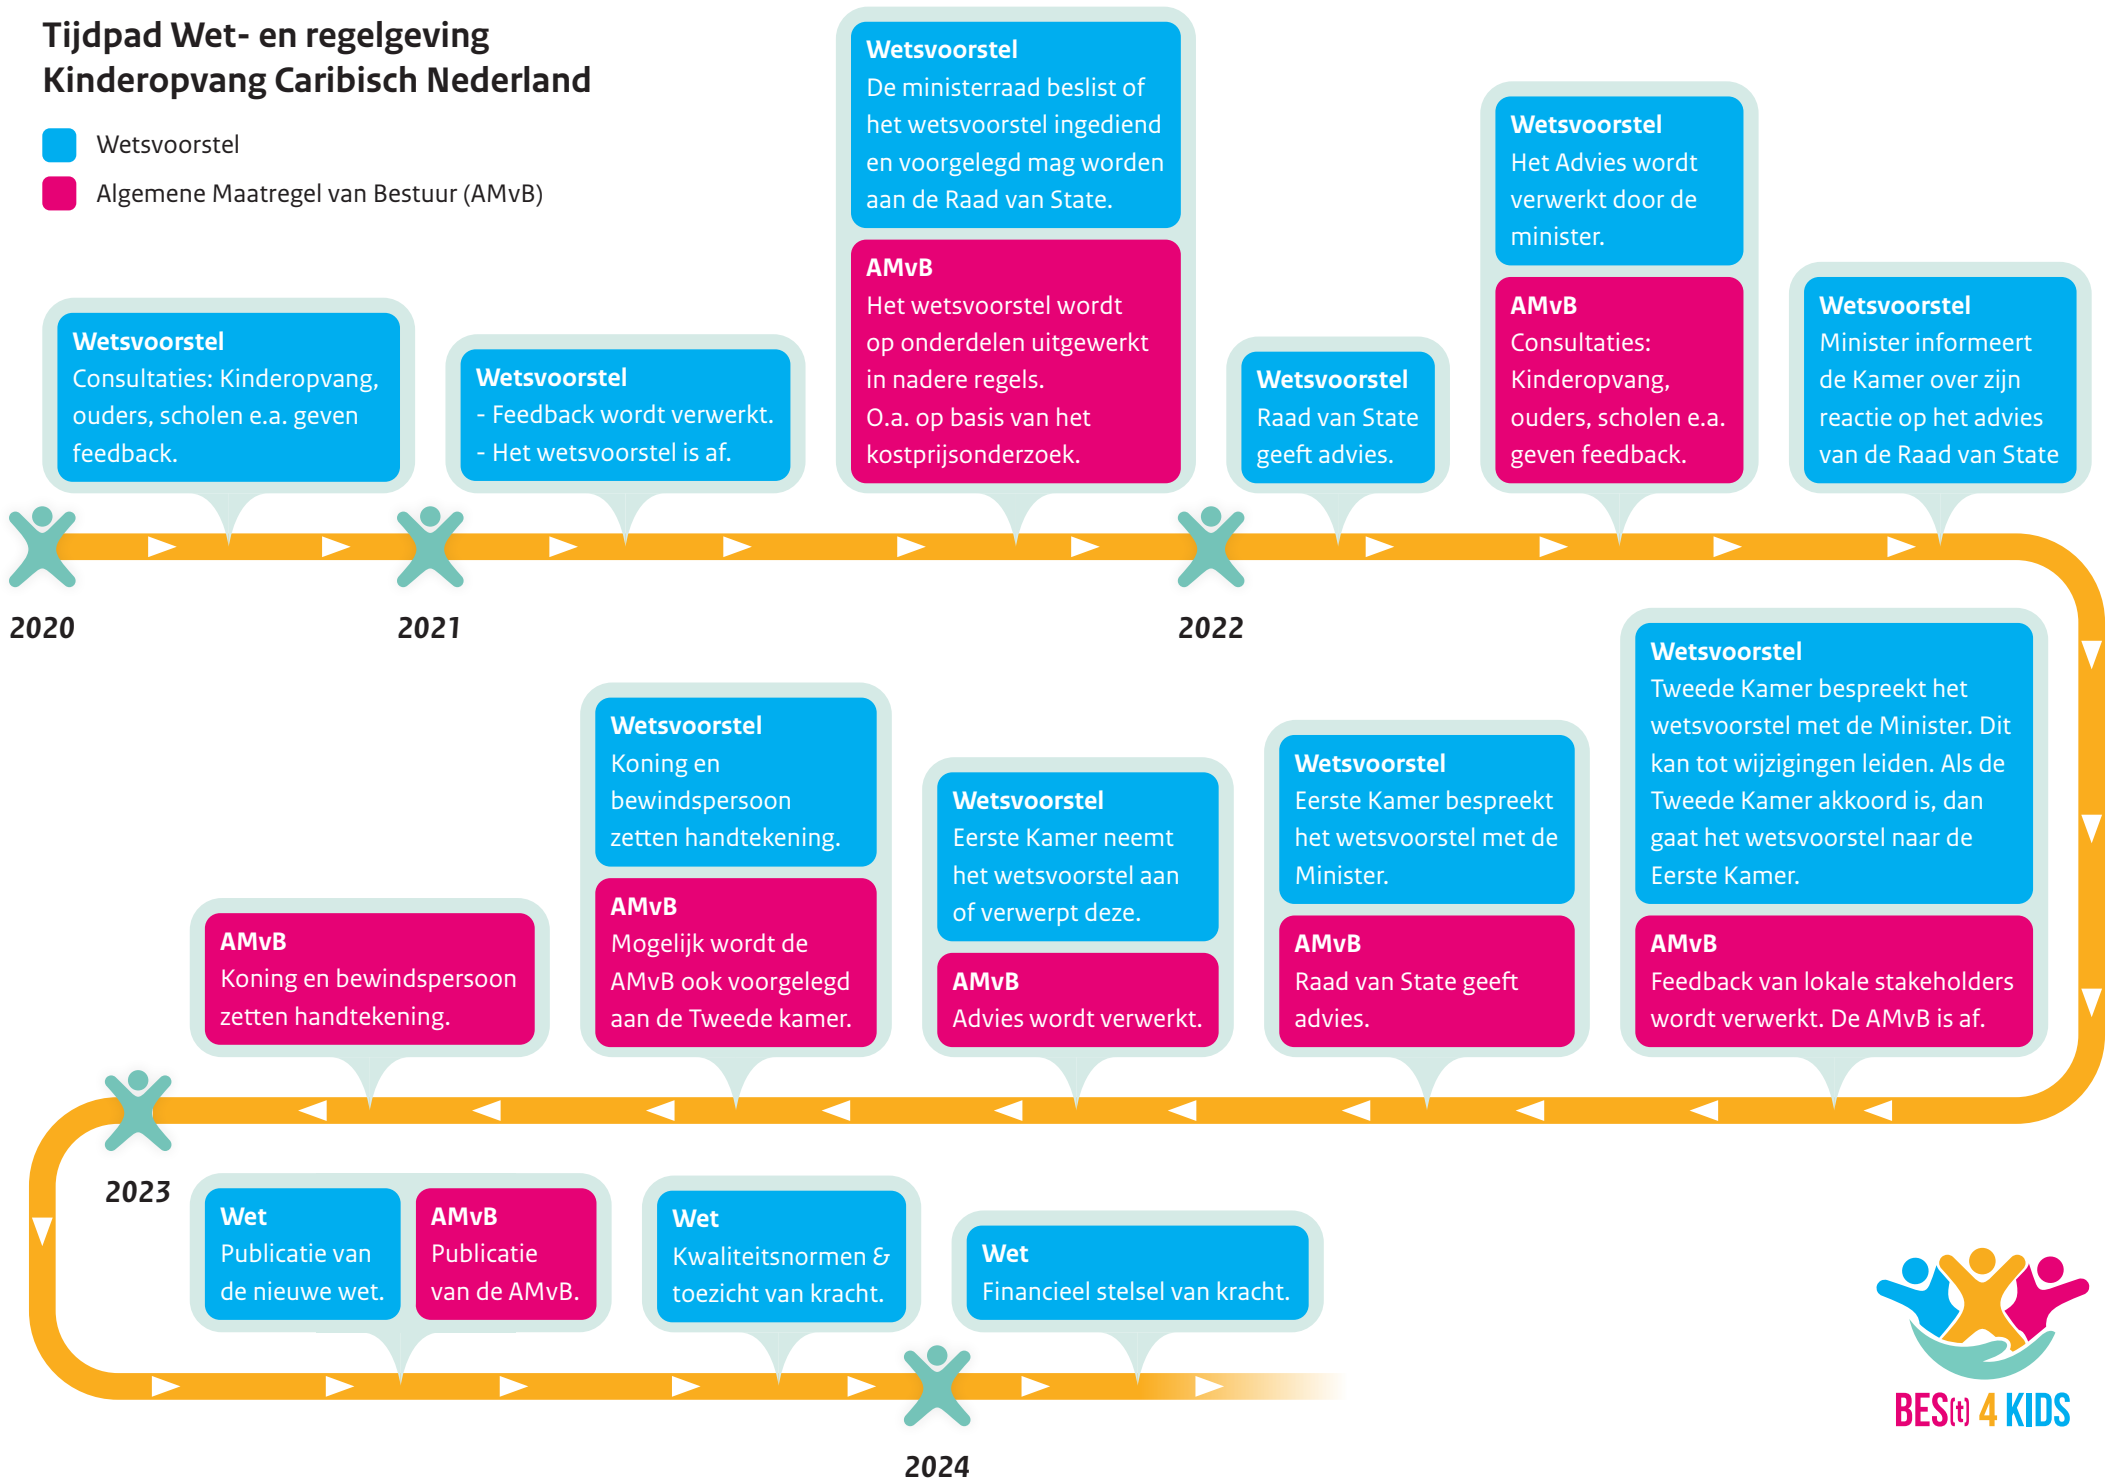 Tijdpad Wet- en regelgeving
Kinderopvang Caribisch Nederland
Wetsvoorstel
Algemene Maatregel van Bestuur (AMvB)
Wetsvoorstel
Consultaties: Kinderopvang,
ouders, scholen e.a. geven
feedback.
Wetsvoorstel
- Feedback wordt verwerkt.
- Het wetsvoorstel is af.
Wetsvoorstel
De ministerraad beslist of
het wetsvoorstel ingediend
en voorgelegd mag worden
aan de Raad van State.
AMvB
Het wetsvoorstel wordt
op onderdelen uitgewerkt
in nadere regels.
O.a. op basis van het
kostprijsonderzoek.
Wetsvoorstel
Raad van State
geeft advies.
Wetsvoorstel
Het Advies wordt
verwerkt door de
minister.
AMvB
Consultaties:
Kinderopvang,
ouders, scholen e.a.
geven feedback.
Wetsvoorstel
Minister informeert
de Kamer over zijn
reactie op het advies
van de Raad van State
2020
2021
2022
Wetsvoorstel
Tweede Kamer bespreekt het
wetsvoorstel met de Minister. Dit
kan tot wijzigingen leiden. Als de
Tweede Kamer akkoord is, dan
gaat het wetsvoorstel naar de
Eerste Kamer.
AMvB
Feedback van lokale stakeholders
wordt verwerkt. De AMvB is af.
Wetsvoorstel
Eerste Kamer bespreekt
het wetsvoorstel met de
Minister.
AMvB
Raad van State geeft
advies.
Wetsvoorstel
Eerste Kamer neemt
het wetsvoorstel aan
of verwerpt deze.
AMvB
Advies wordt verwerkt.
Wetsvoorstel
Koning en
bewindspersoon
zetten handtekening.
AMvB
Mogelijk wordt de
AMvB ook voorgelegd
aan de Tweede kamer.
AMvB
Koning en bewindspersoon
zetten handtekening.
2023
Wet
Publicatie van
de nieuwe wet.
AMvB
Publicatie
van de AMvB.
Wet
Kwaliteitsnormen &
toezicht van kracht.
Wet
Financieel stelsel van kracht.
2024
BES(t) 4 KIDS